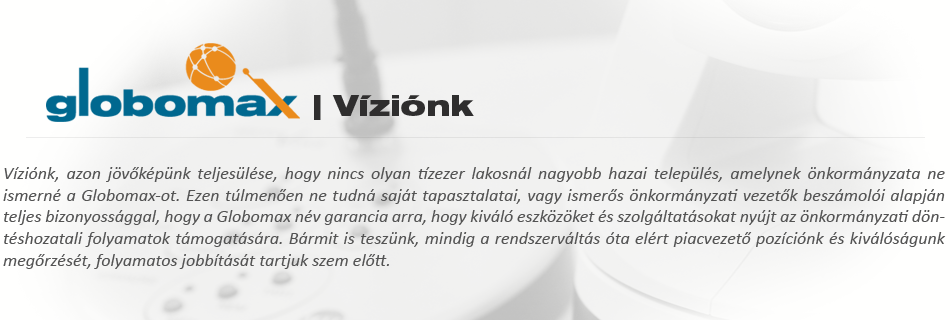 globomax | Víziónk
Víziónk, azon jövőképünk teljesülése, hogy nincs olyan tízezer lakosnál nagyobb hazai település, amelynek önkormányzata ne
ismerné a Globomax-ot. Ezen túlmenően ne tudná saját tapasztalatai, vagy ismerős önkormányzati vezetők beszámolói alapján
teljes bizonyossággal, hogy a Globomax név garancia arra, hogy kiváló eszközöket és szolgáltatásokat nyújt az önkormányzati dön-
téshozatali folyamatok támogatására. Bármit is teszünk, mindig a rendszerváltás óta elért piacvezető pozíciónk és kiválóságunk
megőrzését, folyamatos jobbítását tartjuk szem előtt.